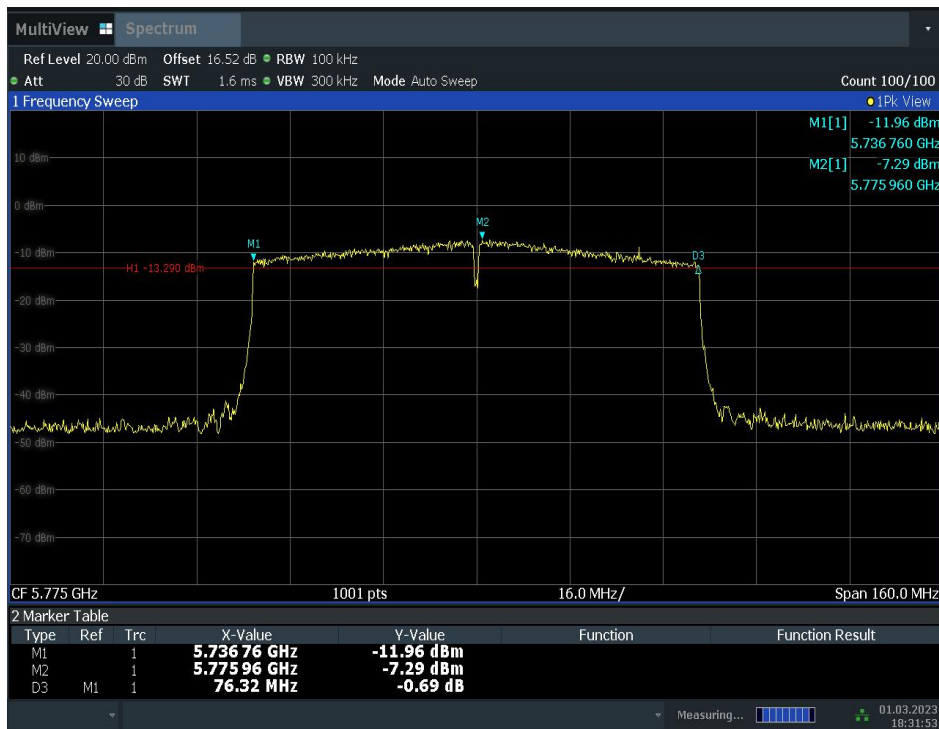 MultiView Spectrum
Ref Level 20.00 dBm Offset 16.52 dB RBW 100 kHz
Att 30 dB SWT 1.6 ms VBW 300 kHz Mode Auto Sweep Count 100/100
1 Frequency Sweep 1Pk View
M1[1] -11.96 dBm
5.736 760 GHz
10 dBm
M2[1] -7.29 dBm
5.775 960 GHz
0 dBm
M2
M1
-10 dBm
D3
H1 -13.290 dBm
-20 dBm
-30 dBm
-40 dBm
-50 dBm
-60 dBm
-70 dBm
CF 5.775 GHz 1001 pts 16.0 MHz/ Span 160.0 MHz
2 Marker Table
Type Ref Trc X-Value Y-Value Function Function Result
M1 1 5.736 76 GHz -11.96 dBm
M2 1 5.775 96 GHz -7.29 dBm
D3 M1 1 76.32 MHz -0.69 dB
Measuring... 01.03.2023
18:31:53